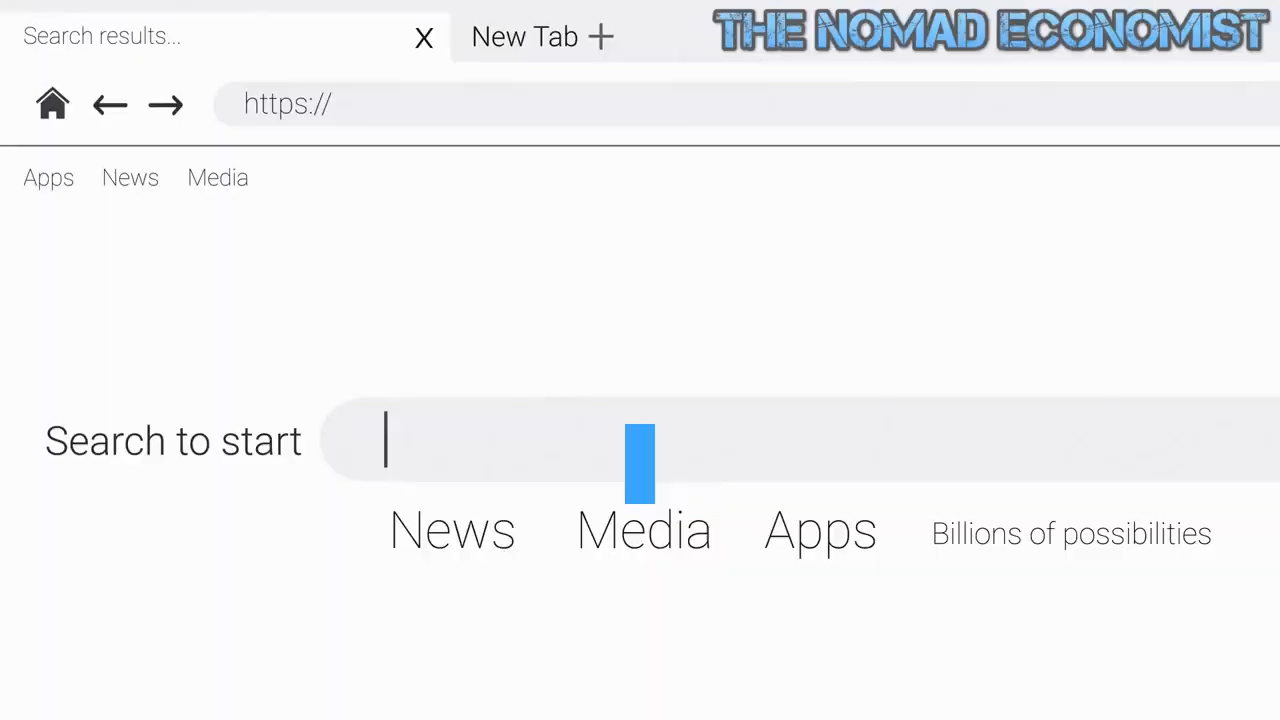 Search results...
X
New Tab +
THE NOMAD ECONOMIST
https://
Apps News Media
Search to start
News Media Apps Billions of possibilities